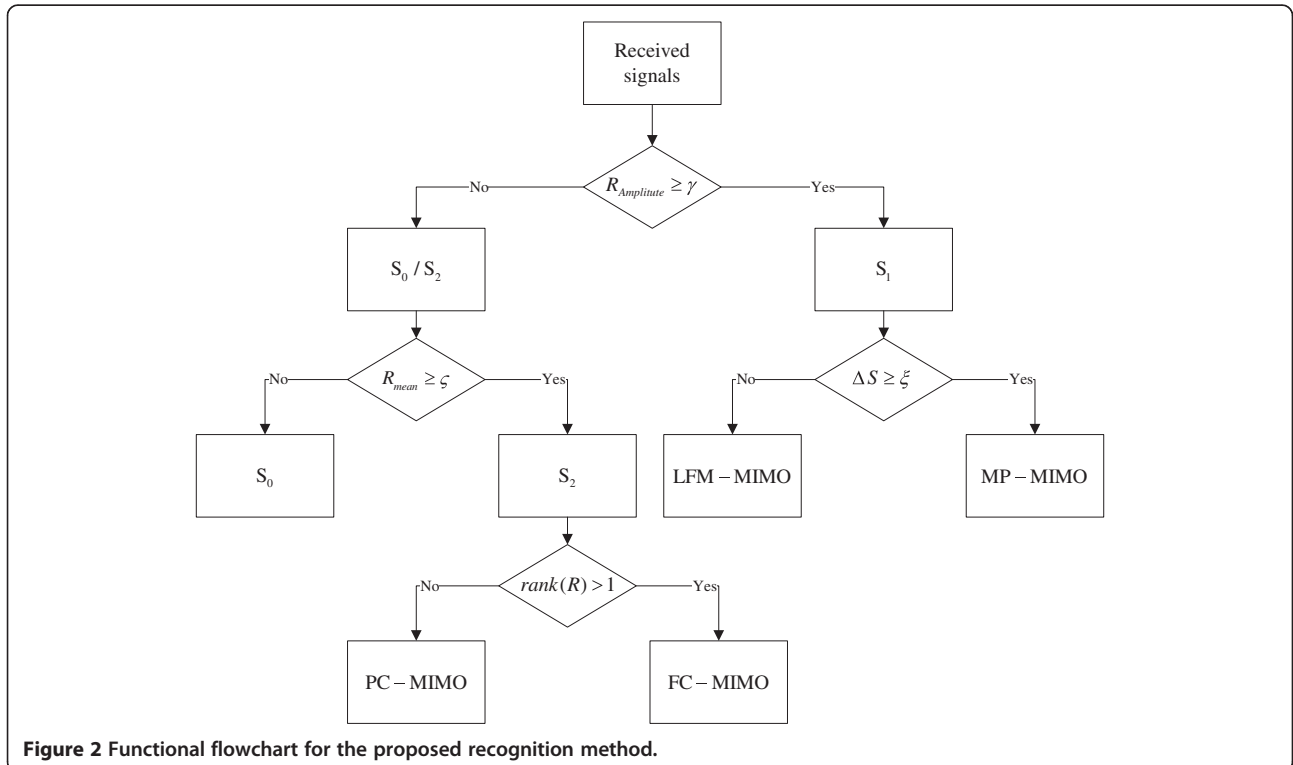 Received
signals
R_Amplitute ≥ γ
No
Yes
S₀ / S₂
S₁
R_mean ≥ ς
No
Yes
ΔS ≥ ξ
No
Yes
S₀
S₂
LFM – MIMO
MP – MIMO
rank(R) > 1
No
Yes
PC – MIMO
FC – MIMO
Figure 2 Functional flowchart for the proposed recognition method.